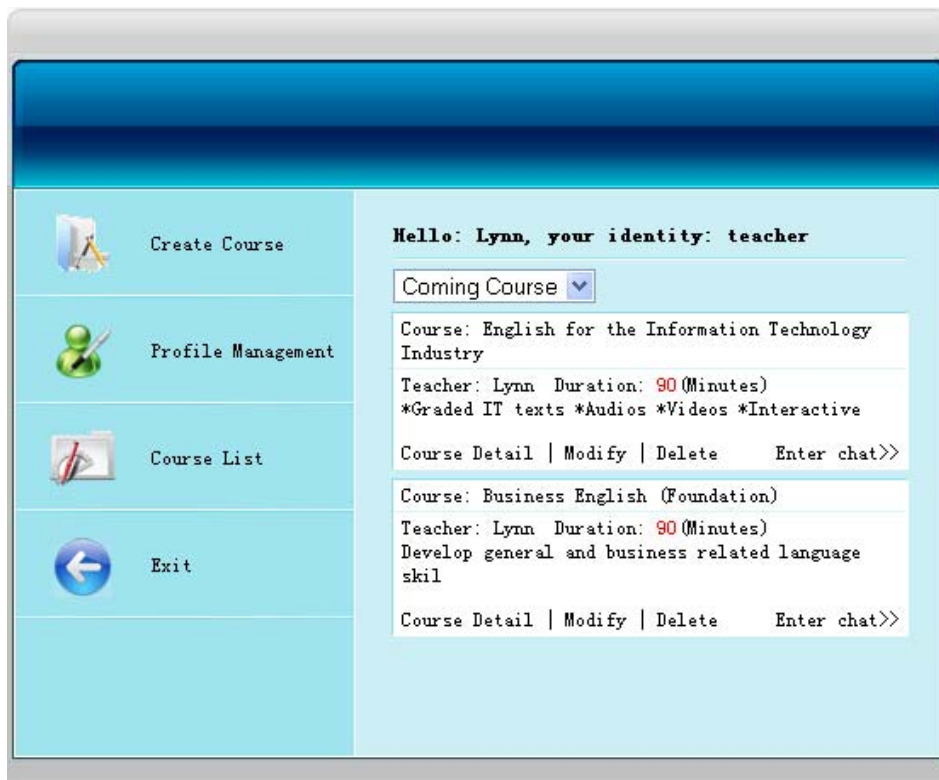 Create Course
Profile Management
Course List
Exit
Hello: Lynn, your identity: teacher
Coming Course
Course: English for the Information Technology
Industry
Teacher: Lynn Duration: 90(Minutes)
*Graded IT texts *Audios *Videos *Interactive
Course Detail | Modify | Delete Enter chat>>
Course: Business English (Foundation)
Teacher: Lynn Duration: 90(Minutes)
Develop general and business related language
skil
Course Detail | Modify | Delete Enter chat>>